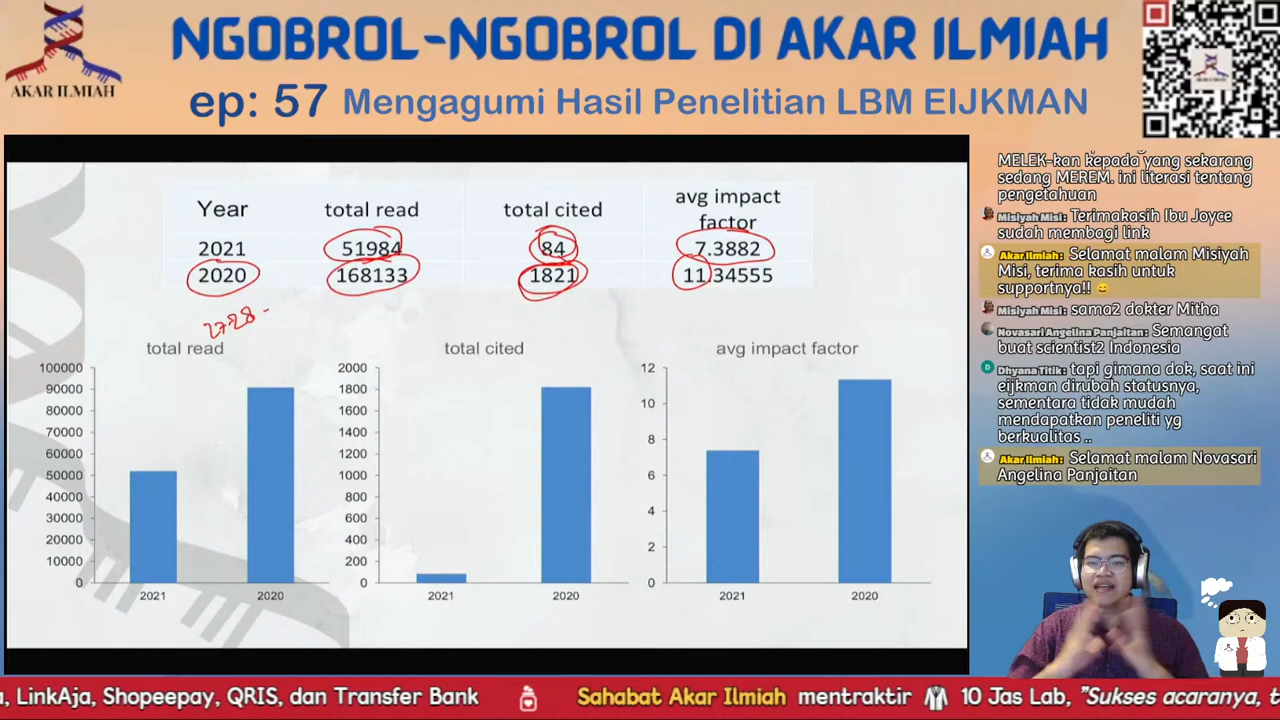 AKAR ILMIAH
NGOBROL-NGOBROL DI AKAR ILMIAH
ep: 57 Mengagumi Hasil Penelitian LBM EIJKMAN
Year total read total cited avg impact factor
2021 51984 84 7.3882
2020 168133 1821 11.34555
2728 -
total read
100000
90000
80000
70000
60000
50000
40000
30000
20000
10000
0
2021 2020
total cited
2000
1800
1600
1400
1200
1000
800
600
400
200
0
2021 2020
avg impact factor
12
10
8
6
4
2
0
2021 2020
MELEK-kan kepada yang sekarang
sedang MEREM. ini literasi tentang
pengetahuan
Misiyah Misi: Terimakasih Ibu Joyce
sudah membagi link
Akar Ilmiah: Selamat malam Misiyah
Misi, terima kasih untuk
supportnya!! 😄
Misiyah Misi: sama2 dokter Mitha
Novasari Angelina Panjaitan: Semangat
buat scientist2 Indonesia
D Dhyana Titik: tapi gimana dok, saat ini
eijkman dirubah statusnya,
sementara tidak mudah
mendapatkan peneliti yg
berkualitas ..
Akar Ilmiah: Selamat malam Novasari
Angelina Panjaitan
, LinkAja, Shopeepay, QRIS, dan Transfer Bank Sahabat Akar Ilmiah mentraktir 10 Jas Lab, "Sukses acaranya, t